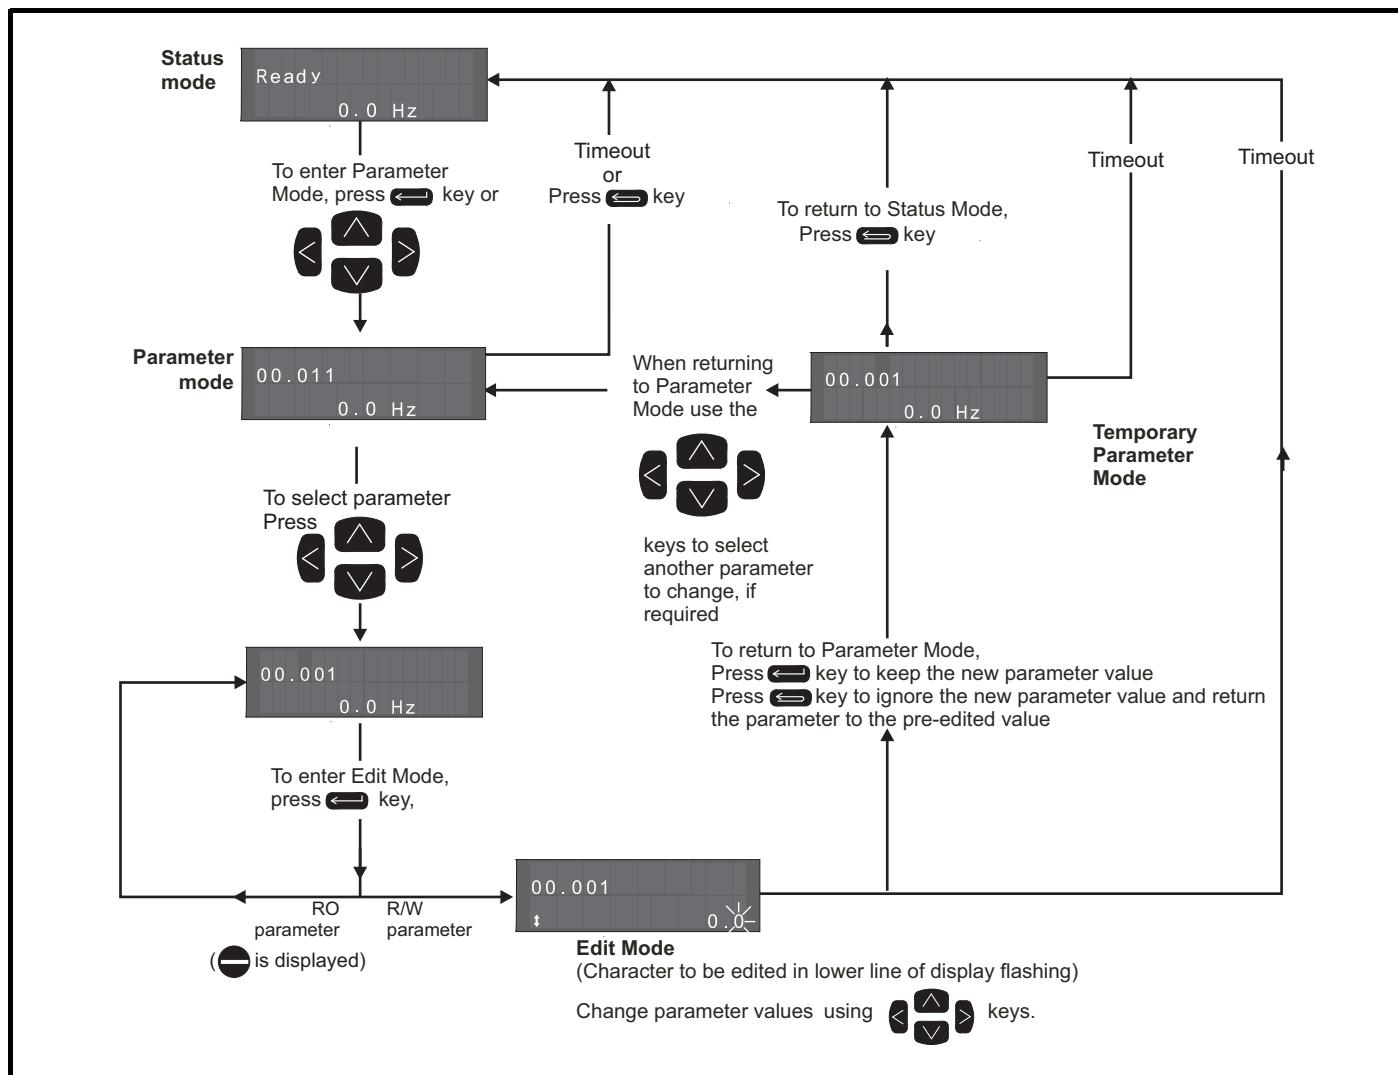 Status
mode
Ready
0.0 Hz
To enter Parameter
Mode, press key or
Timeout
or
Press key
To return to Status Mode,
Press key
Timeout
Timeout
Parameter
mode
00.011
0.0 Hz
When returning
to Parameter
Mode use the
keys to select
another parameter
to change, if
required
00.001
0.0 Hz
Temporary
Parameter
Mode
To select parameter
Press
00.001
0.0 Hz
To return to Parameter Mode,
Press key to keep the new parameter value
Press key to ignore the new parameter value and return
the parameter to the pre-edited value
To enter Edit Mode,
press key,
RO
parameter
R/W
parameter
( is displayed)
00.001
0.0
Edit Mode
(Character to be edited in lower line of display flashing)
Change parameter values using keys.